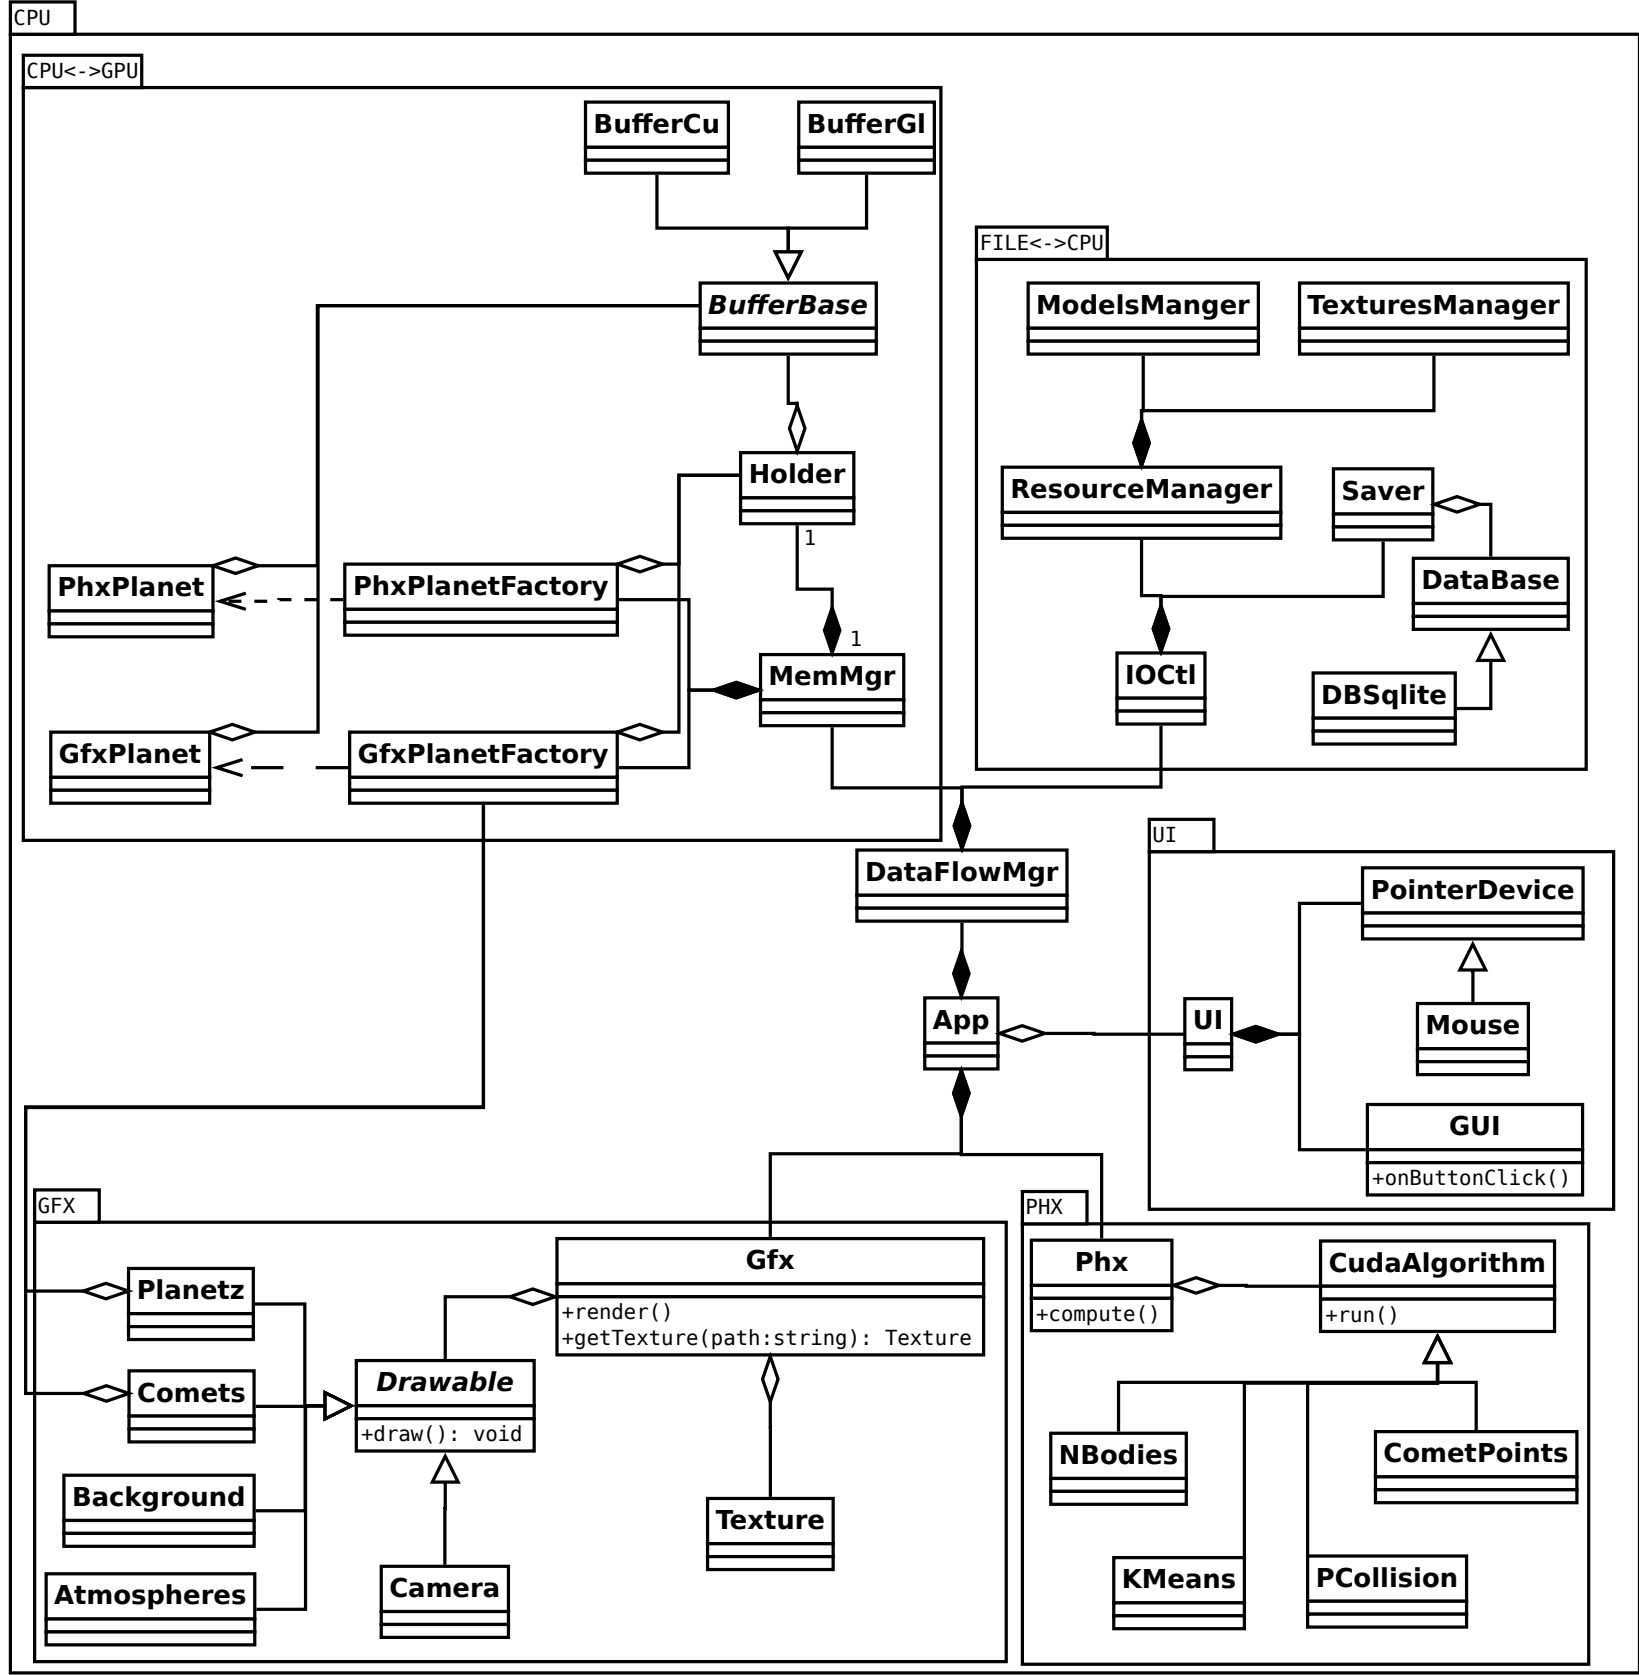 CPU
CPU<->GPU
BufferCu
BufferGl
FILE<->CPU
BufferBase
ModelsManger
TexturesManager
Holder
1
ResourceManager
Saver
PhxPlanet
PhxPlanetFactory
DataBase
1
MemMgr
IOCtl
DBSqlite
GfxPlanet
GfxPlanetFactory
DataFlowMgr
UI
PointerDevice
App
UI
Mouse
GUI
+onButtonClick()
GFX
PHX
Gfx
+render()
+getTexture(path:string): Texture
Phx
+compute()
CudaAlgorithm
+run()
Planetz
Comets
Drawable
+draw(): void
Background
Atmospheres
Camera
Texture
NBodies
CometPoints
KMeans
PCollision